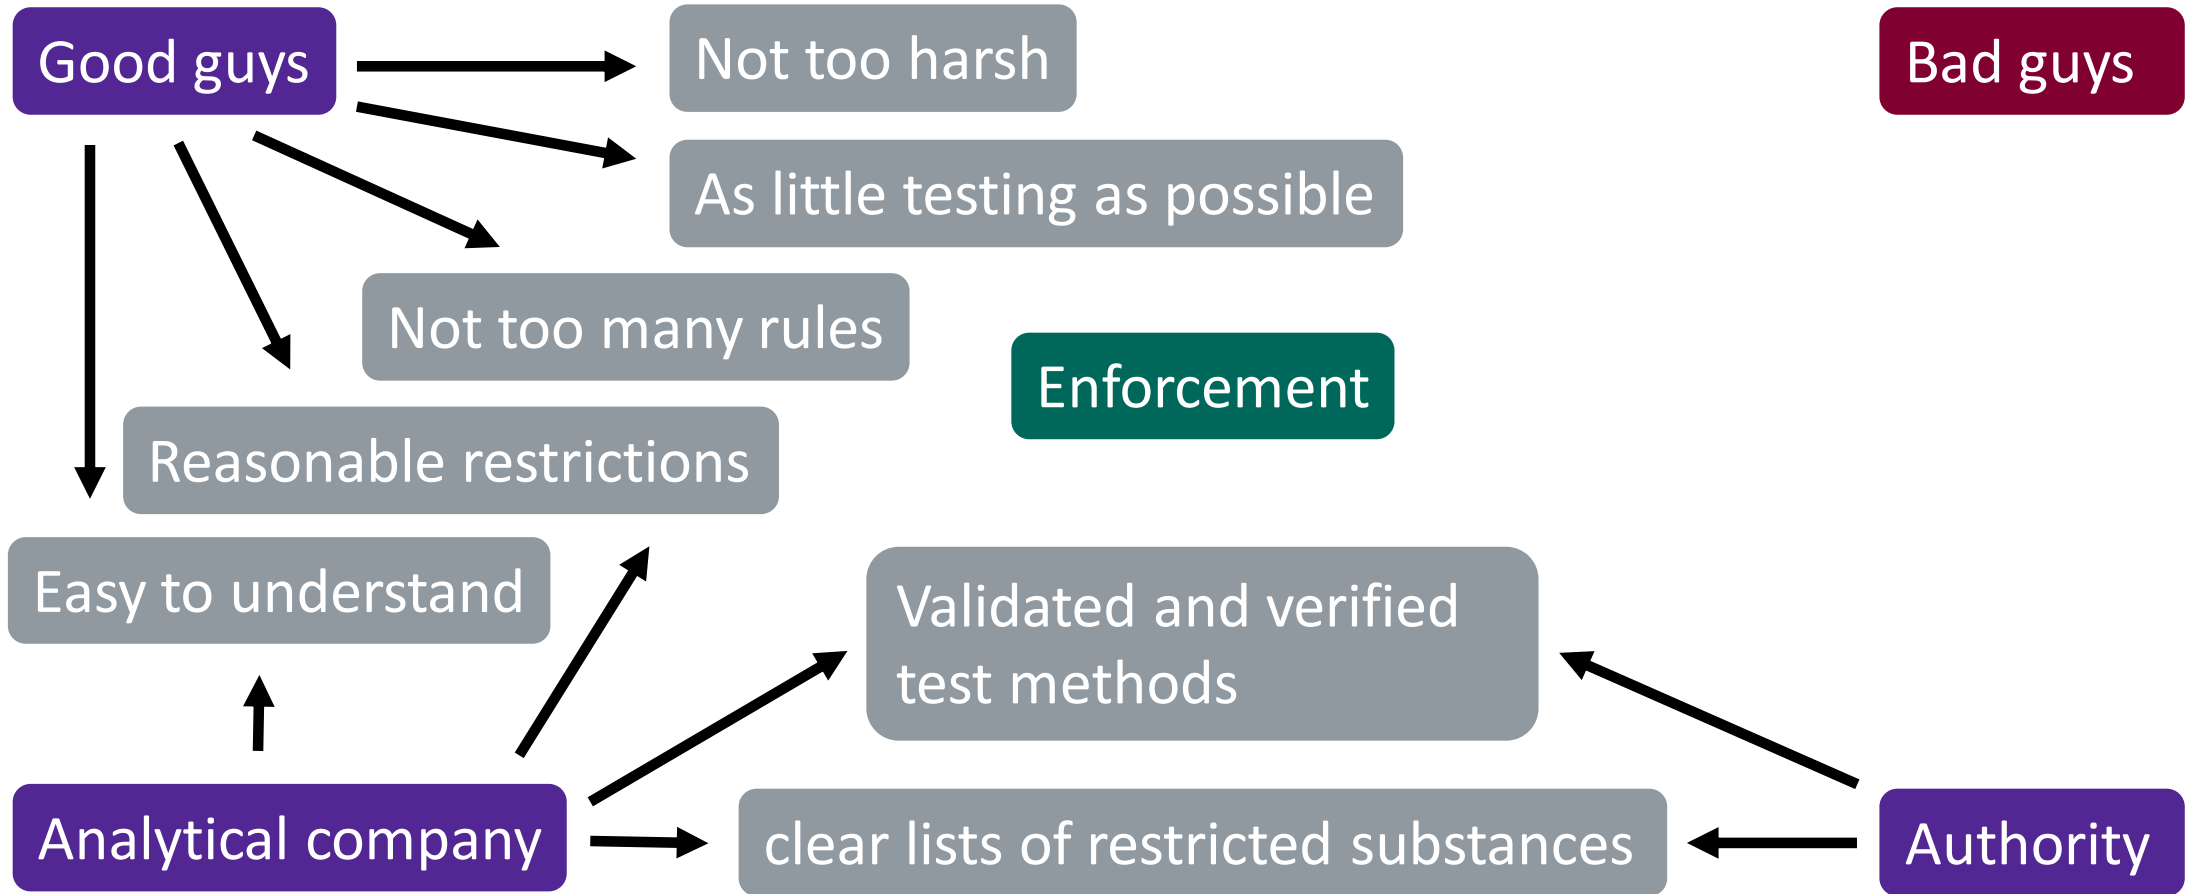 Good guys
Not too harsh
Bad guys
As little testing as possible
Not too many rules
Enforcement
Reasonable restrictions
Easy to understand
Validated and verified
test methods
Analytical company
clear lists of restricted substances
Authority